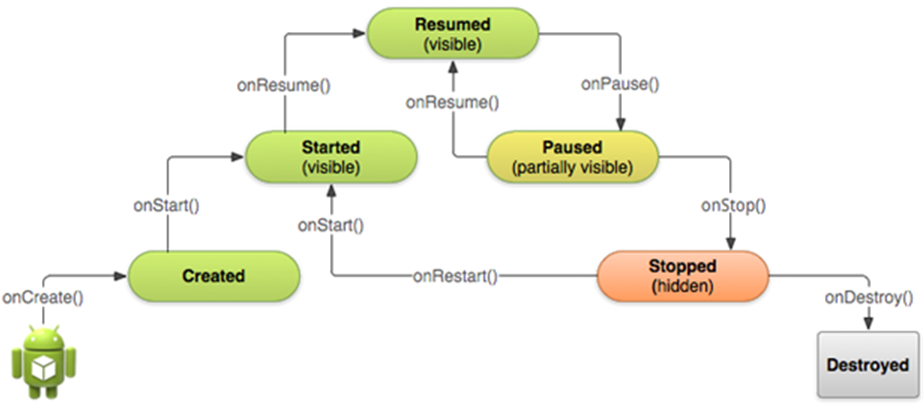 Resumed
(visible)
onResume()
onResume()
onPause()
Started
(visible)
Paused
(partially visible)
onStart()
onStart()
onStop()
Created
onRestart()
Stopped
(hidden)
onCreate()
onDestroy()
Destroyed